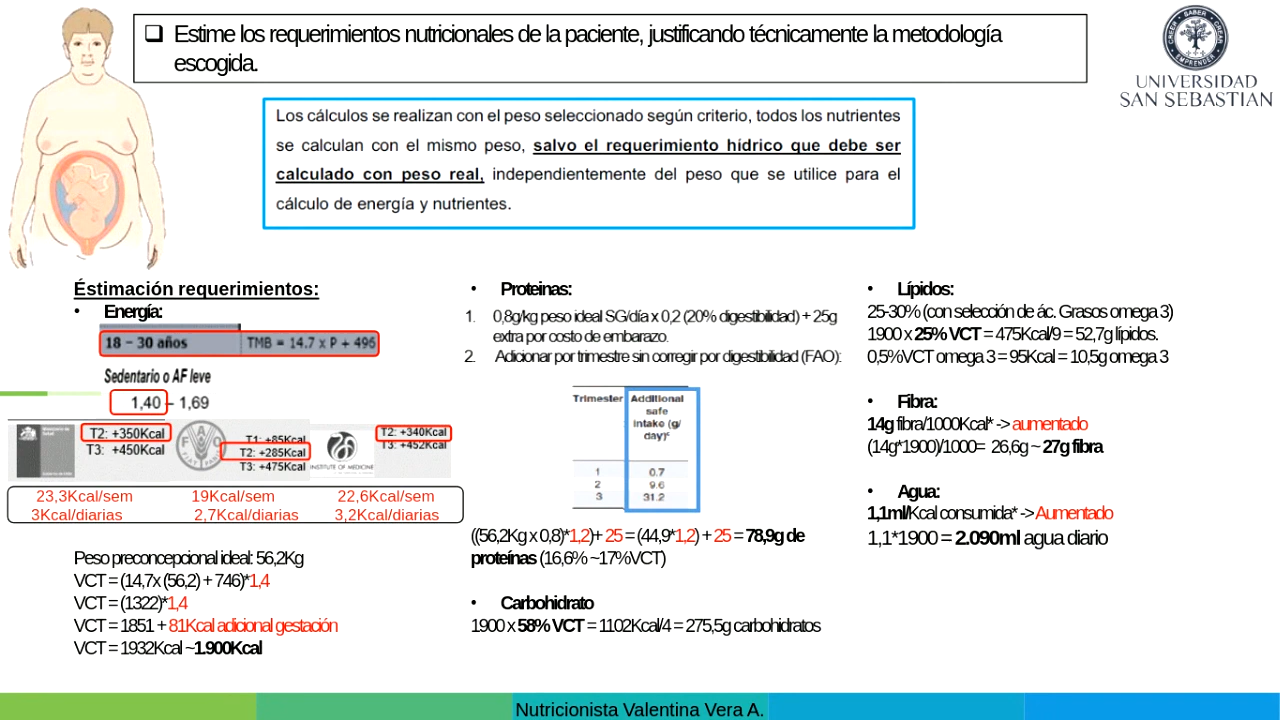 ❑ Estime los requerimientos nutricionales de la paciente, justificando técnicamente la metodología
escogida.
CREER SABER CREAR EMPRENDER
UNIVERSIDAD
SAN SEBASTIAN
Los cálculos se realizan con el peso seleccionado según criterio, todos los nutrientes
se calculan con el mismo peso, salvo el requerimiento hídrico que debe ser
calculado con peso real, independientemente del peso que se utilice para el
cálculo de energía y nutrientes.
Éstimación requerimientos:
• Energía:
18 – 30 años TMB = 14.7 x P + 496
Sedentario o AF leve
1,40 – 1,69
T2: +350Kcal
T3: +450Kcal
FAO
FIAT PANIS
T1: +85Kcal
T2: +285Kcal
T3: +475Kcal
INSTITUTE OF MEDICINE
T2: +340Kcal
T3: +452Kcal
23,3Kcal/sem 19Kcal/sem 22,6Kcal/sem
3Kcal/diarias 2,7Kcal/diarias 3,2Kcal/diarias
Peso preconcepcional ideal: 56,2Kg
VCT = (14,7x (56,2) + 746)*1,4
VCT = (1322)*1,4
VCT = 1851 + 81Kcal adicional gestación
VCT = 1932Kcal ~1.900Kcal
• Proteinas:
1. 0,8g/kg peso ideal SG/día x 0,2 (20% digestibilidad) + 25g
extra por costo de embarazo.
2. Adicionar por trimestre sin corregir por digestibilidad (FAO):
Trimester Additional
safe
intake (g/
day)ᶜ
1 0.7
2 9.6
3 31.2
((56,2Kg x 0,8)*1,2)+ 25 = (44,9*1,2) + 25 = 78,9g de
proteínas (16,6% ~17%VCT)
• Carbohidrato
1900 x 58% VCT = 1102Kcal/4 = 275,5g carbohidratos
• Lípidos:
25-30% (con selección de ác. Grasos omega 3)
1900 x 25% VCT = 475Kcal/9 = 52,7g lípidos.
0,5%VCT omega 3 = 95Kcal = 10,5g omega 3
• Fibra:
14g fibra/1000Kcal* -> aumentado
(14g*1900)/1000= 26,6g ~ 27g fibra
• Agua:
1,1ml/Kcal consumida* -> Aumentado
1,1*1900 = 2.090ml agua diario
Nutricionista Valentina Vera A.